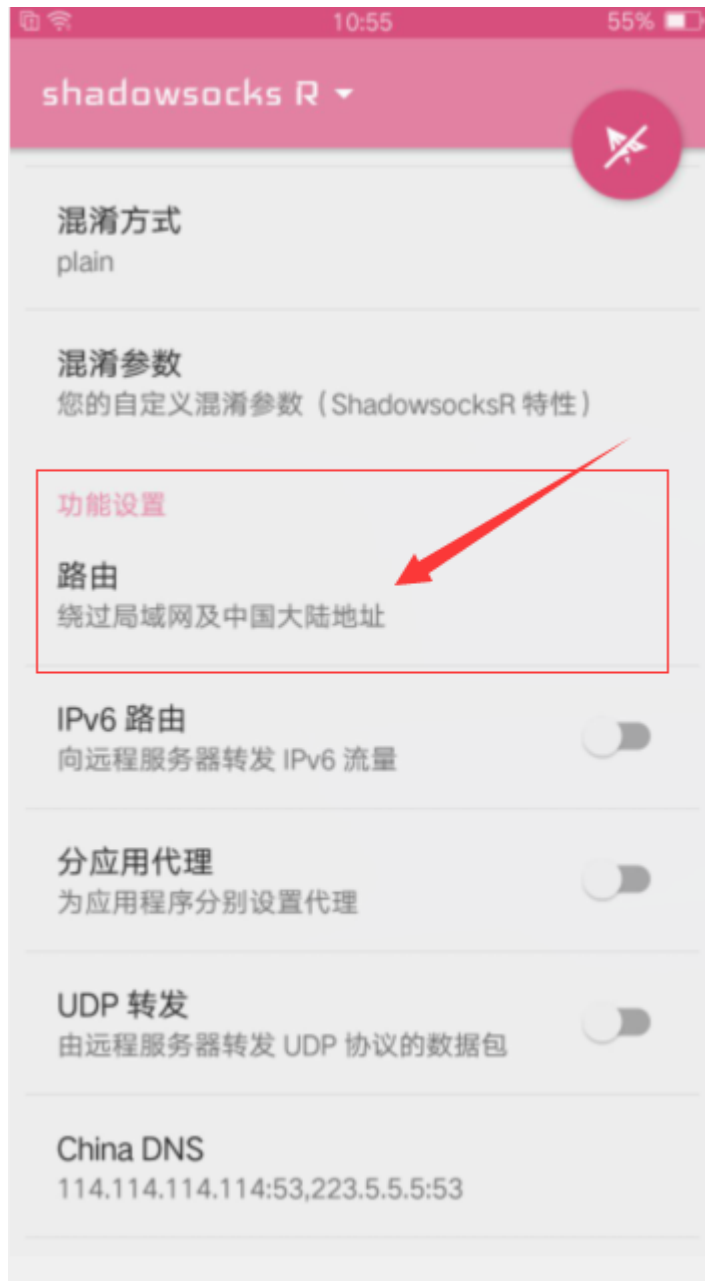 10:55
55%
shadowsocks R
混淆方式
plain
混淆参数
您的自定义混淆参数（ShadowsocksR 特性）
功能设置
路由
绕过局域网及中国大陆地址
IPv6 路由
向远程服务器转发 IPv6 流量
分应用代理
为应用程序分别设置代理
UDP 转发
由远程服务器转发 UDP 协议的数据包
China DNS
114.114.114.114:53,223.5.5.5:53